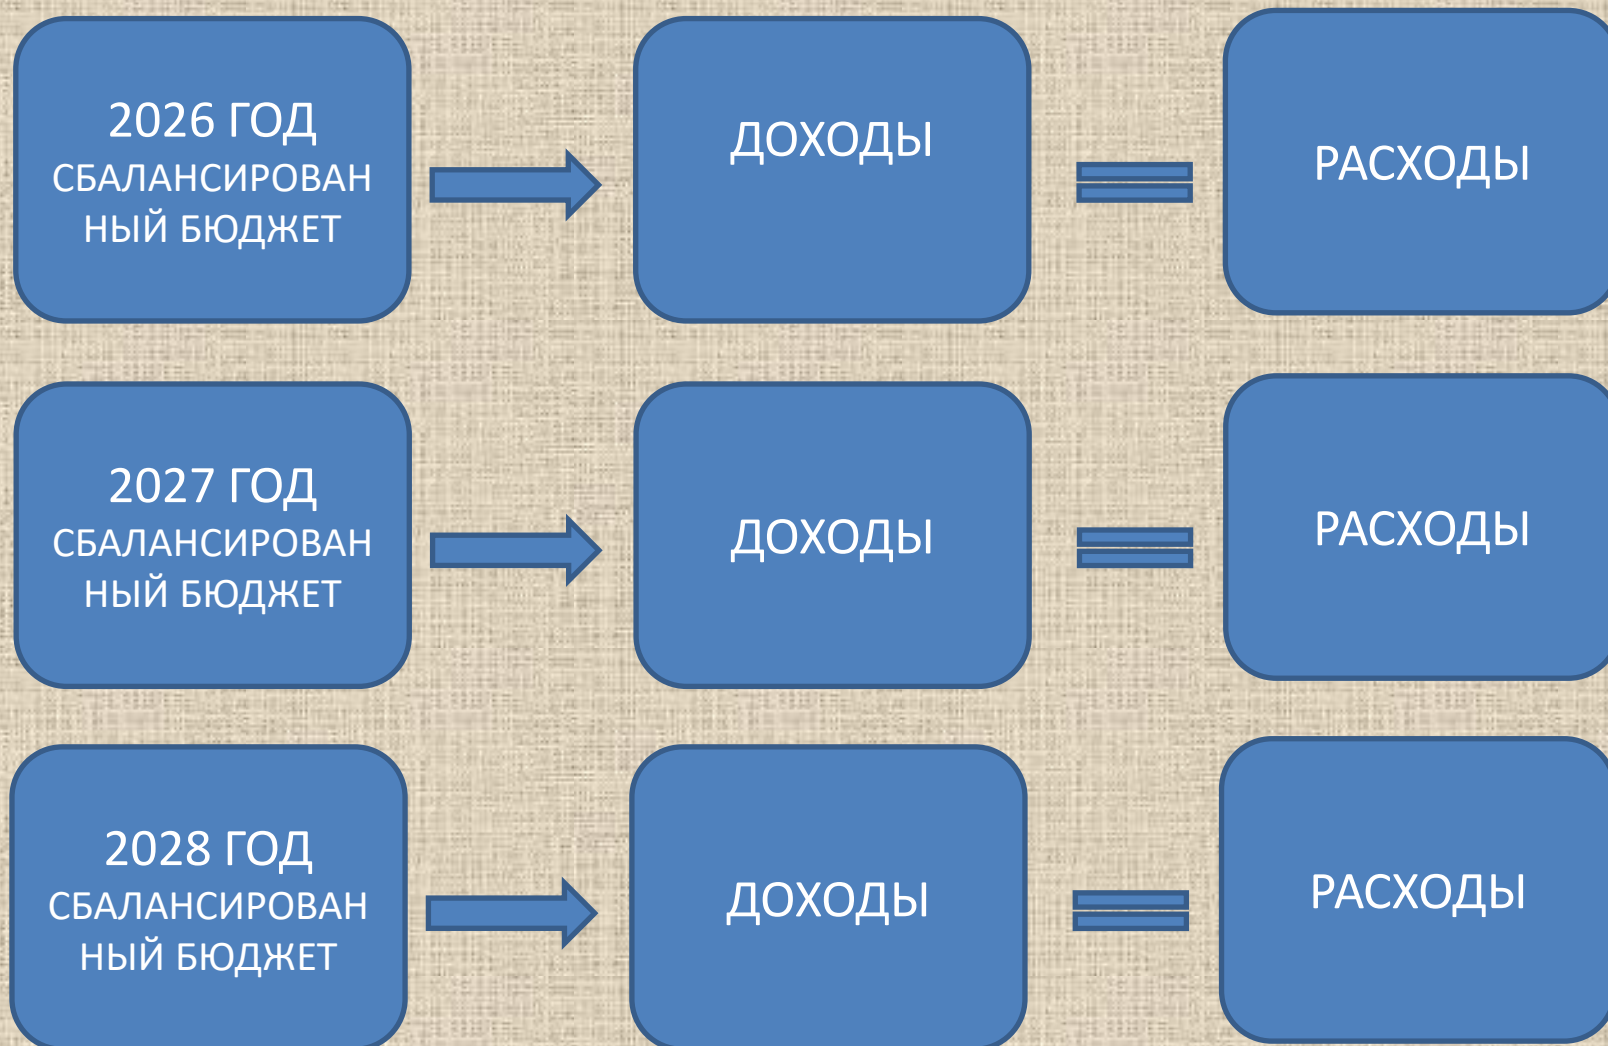 2026 ГОД
СБАЛАНСИРОВАН
НЫЙ БЮДЖЕТ
ДОХОДЫ
РАСХОДЫ
2027 ГОД
СБАЛАНСИРОВАН
НЫЙ БЮДЖЕТ
ДОХОДЫ
РАСХОДЫ
2028 ГОД
СБАЛАНСИРОВАН
НЫЙ БЮДЖЕТ
ДОХОДЫ
РАСХОДЫ